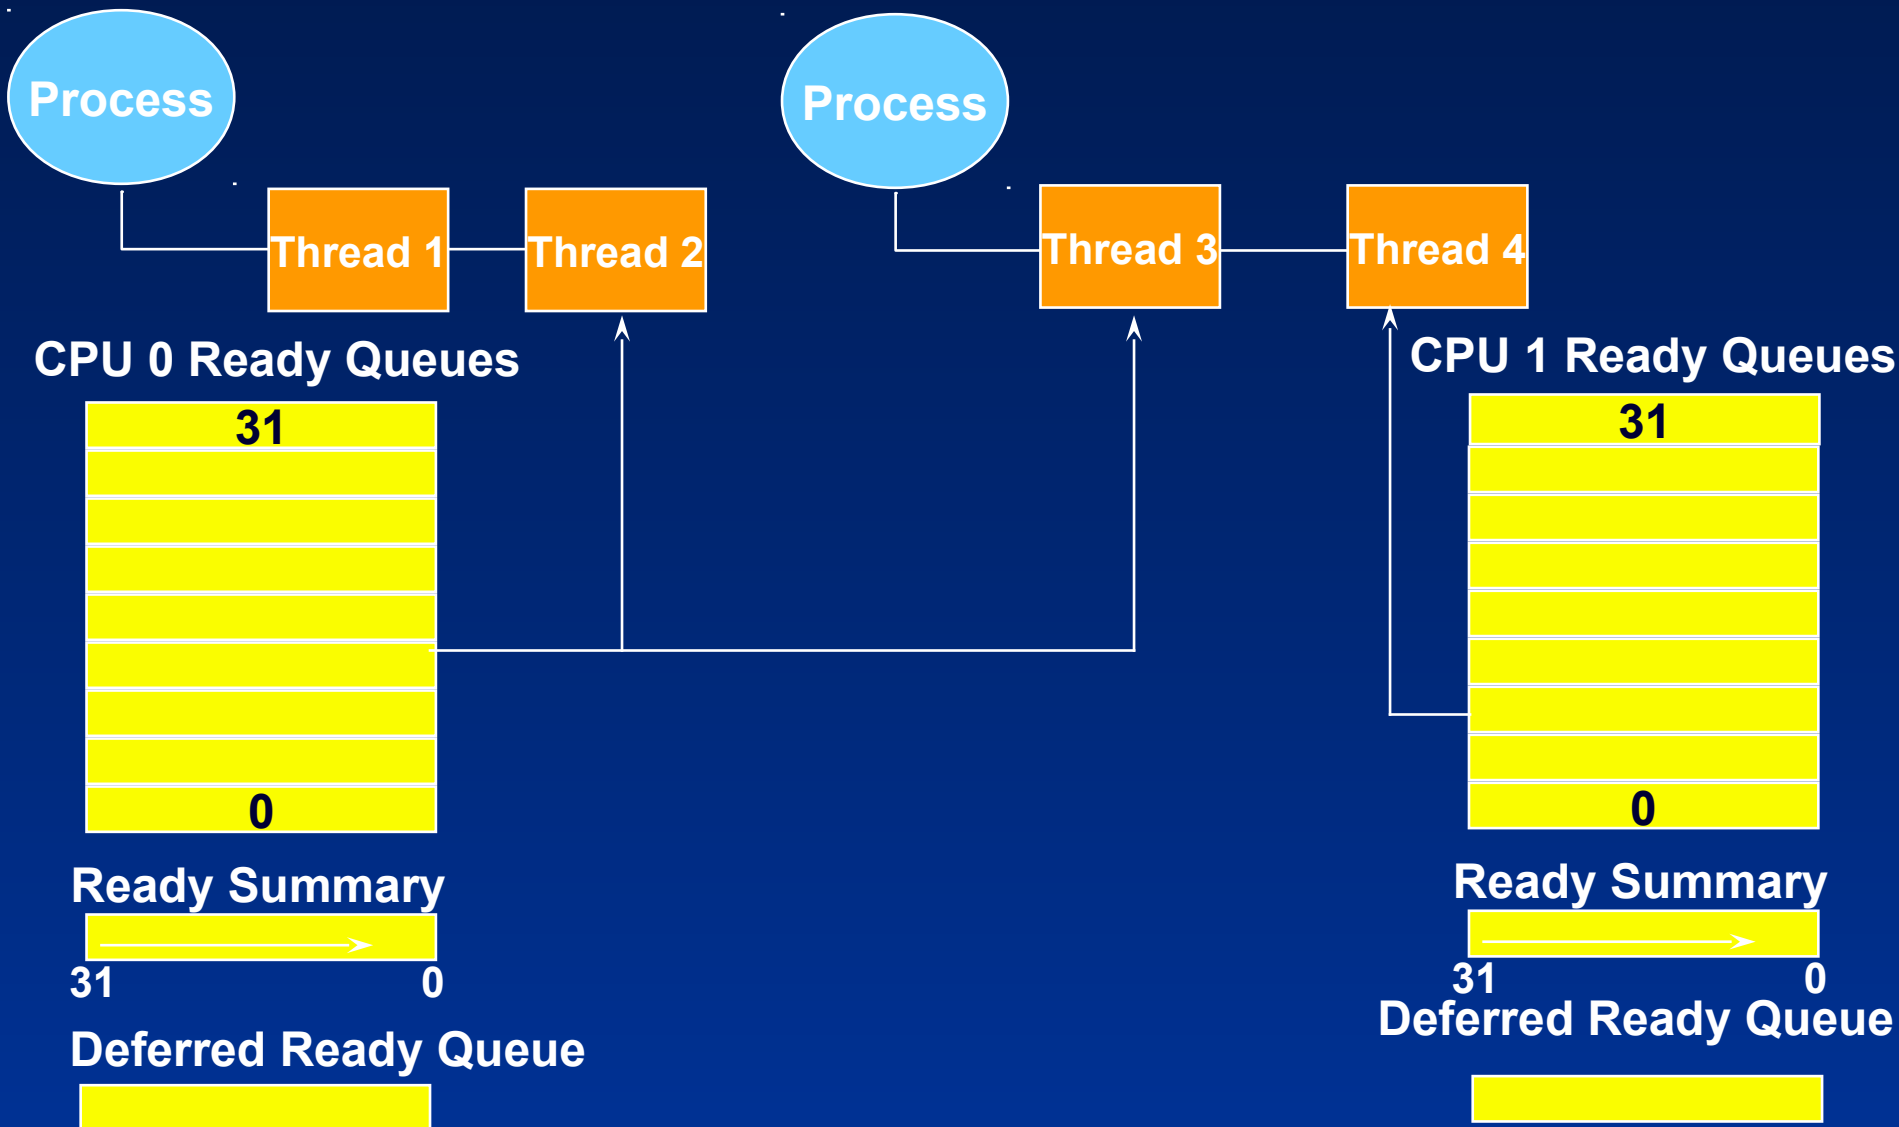 Process
Process
Thread 1
Thread 2
Thread 3
Thread 4
CPU 0 Ready Queues
CPU 1 Ready Queues
31
31
0
0
Ready Summary
Ready Summary
31 0
31 0
Deferred Ready Queue
Deferred Ready Queue